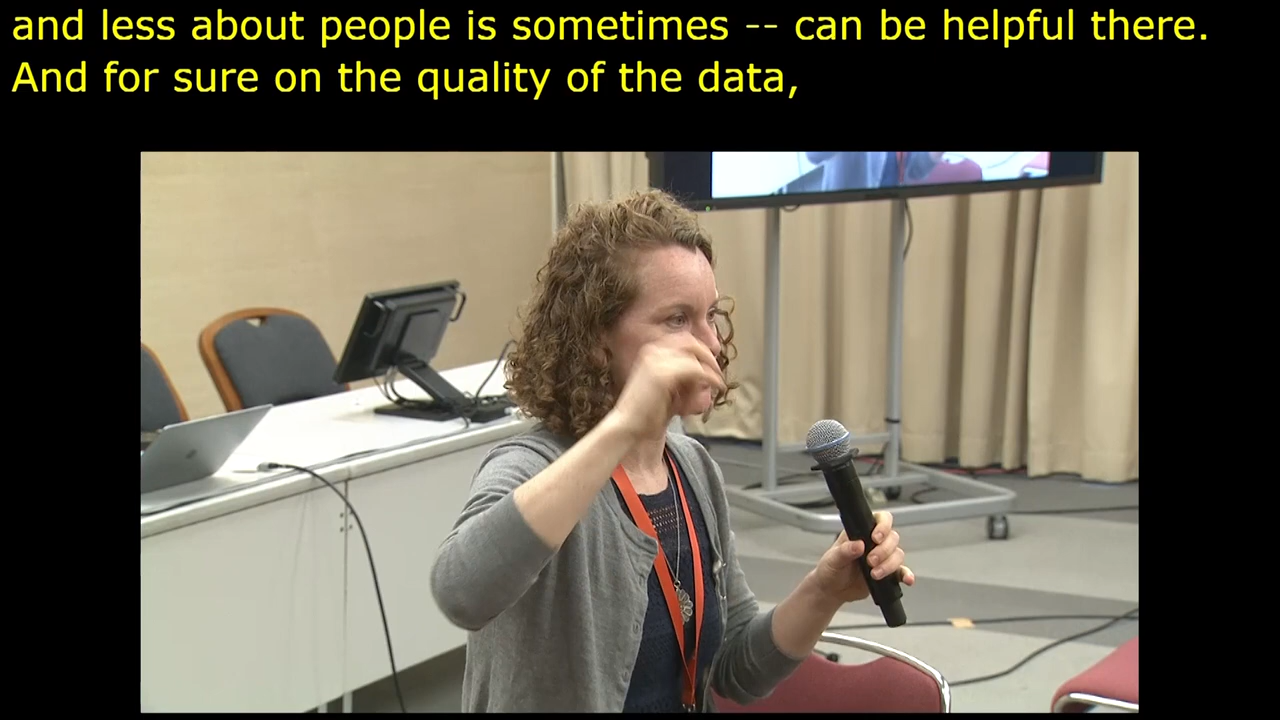 and less about people is sometimes -- can be helpful there.
And for sure on the quality of the data,